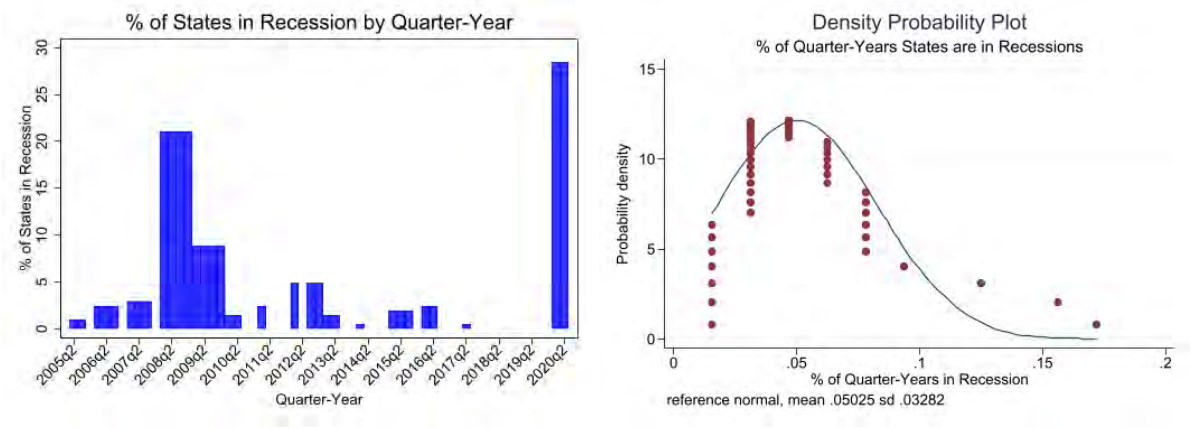 % of States in Recession by Quarter-Year
30
25
20
15
10
5
0
% of States in Recession
2005q2
2006q2
2007q2
2008q2
2009q2
2010q2
2011q2
2012q2
2013q2
2014q2
2015q2
2016q2
2017q2
2018q2
2019q2
2020q2
Quarter-Year
Density Probability Plot
% of Quarter-Years States are in Recessions
15
10
5
0
Probability density
0
.05
.1
.15
.2
% of Quarter-Years in Recession
reference normal, mean .05025 sd .03282